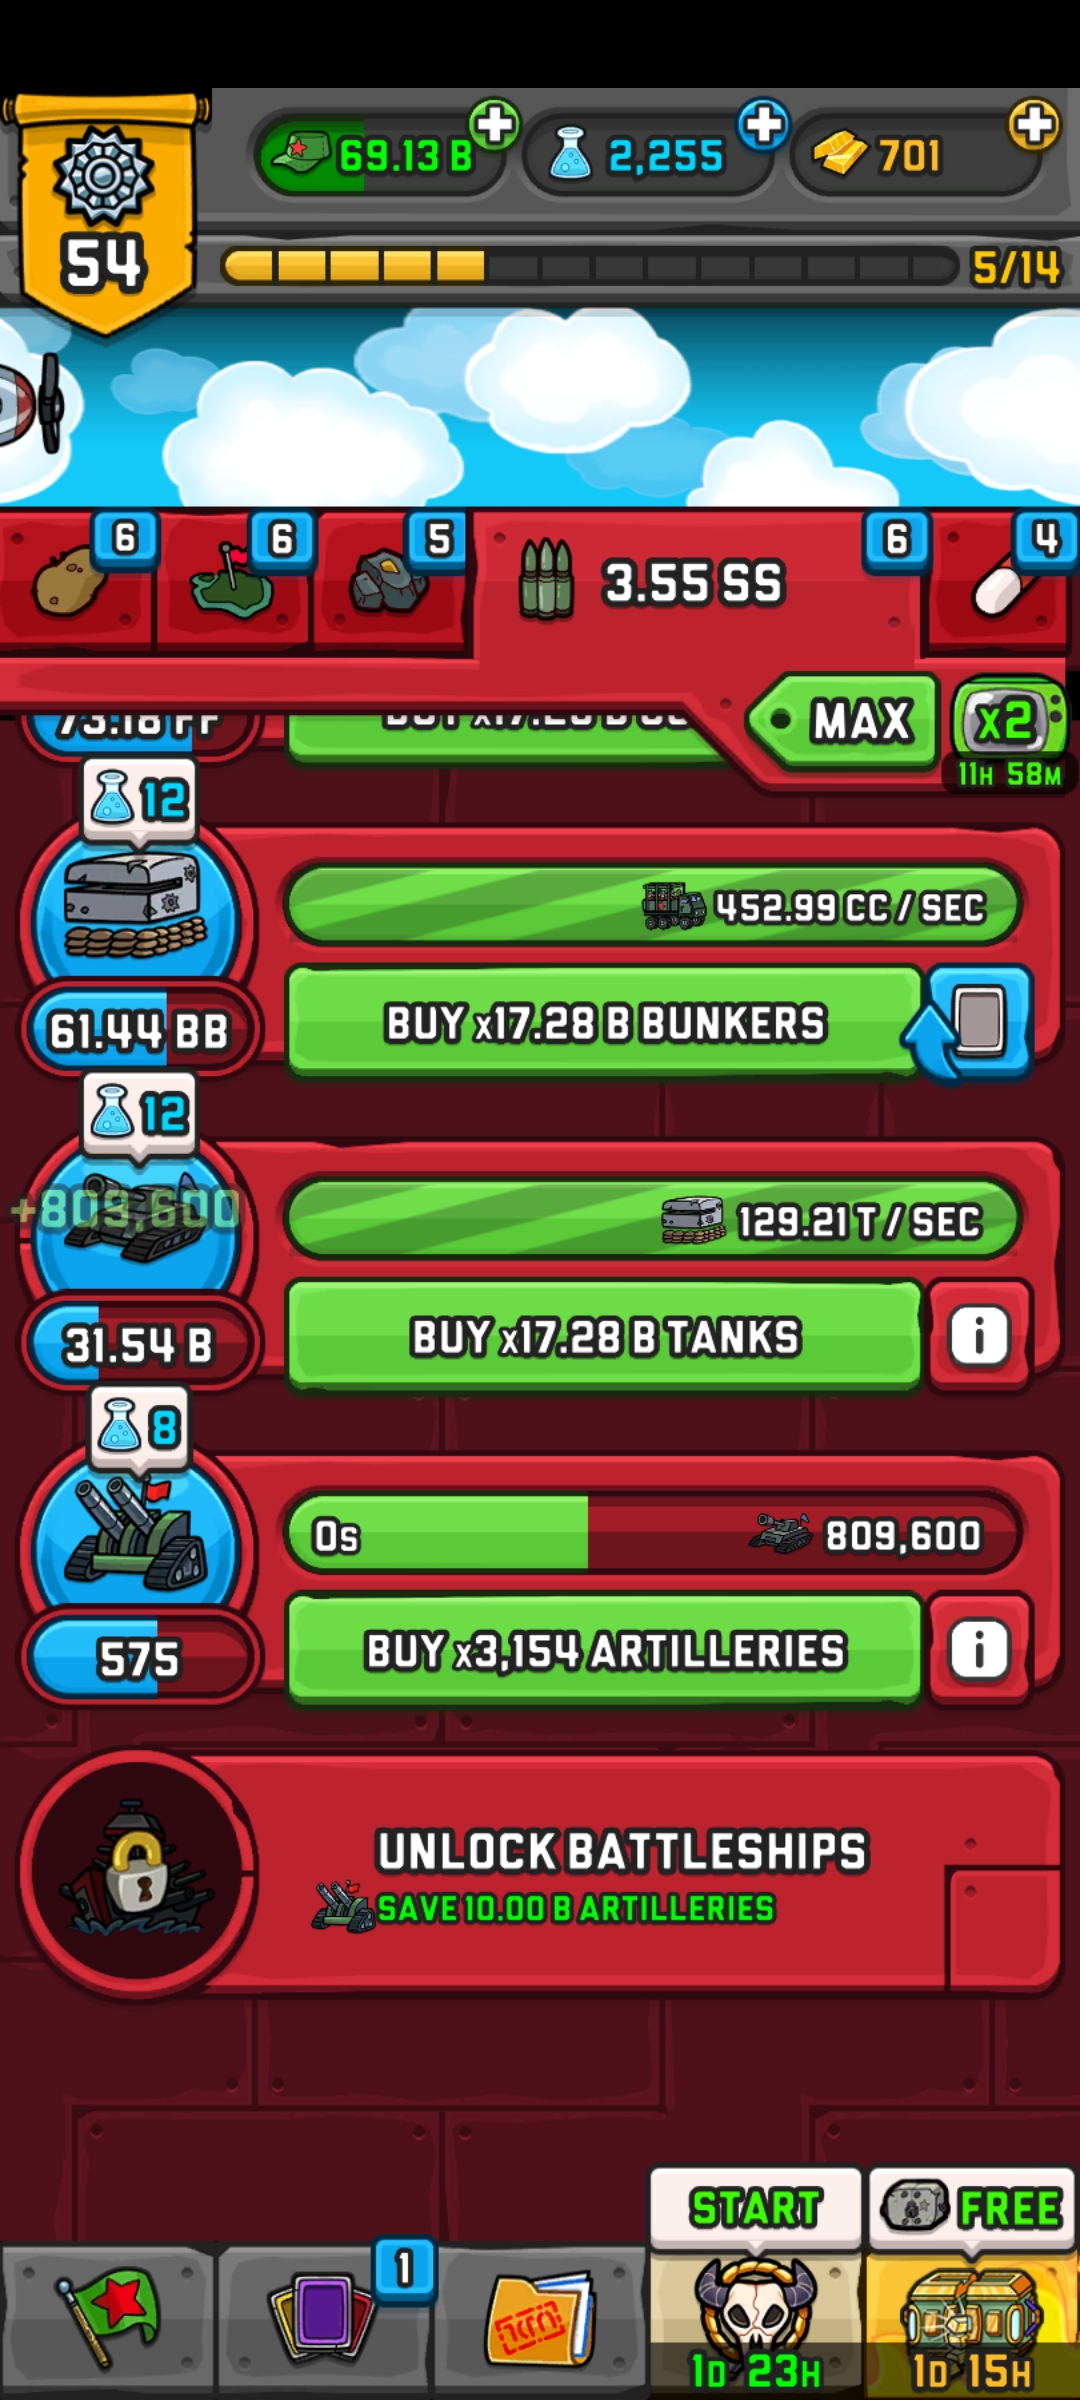 69.13 B
2,255
701
54
5/14
6
6
5
3.55 SS
6
4
MAX
x2
11H 58M
73.18 FF
12
452.99 CC / SEC
BUY x17.28 B BUNKERS
61.44 BB
12
+809,600
129.21 T / SEC
BUY x17.28 B TANKS
i
31.54 B
8
0s
809,600
BUY x3,154 ARTILLERIES
i
575
UNLOCK BATTLESHIPS
SAVE 10.00 B ARTILLERIES
START
FREE
1
1D 23H
1D 15H